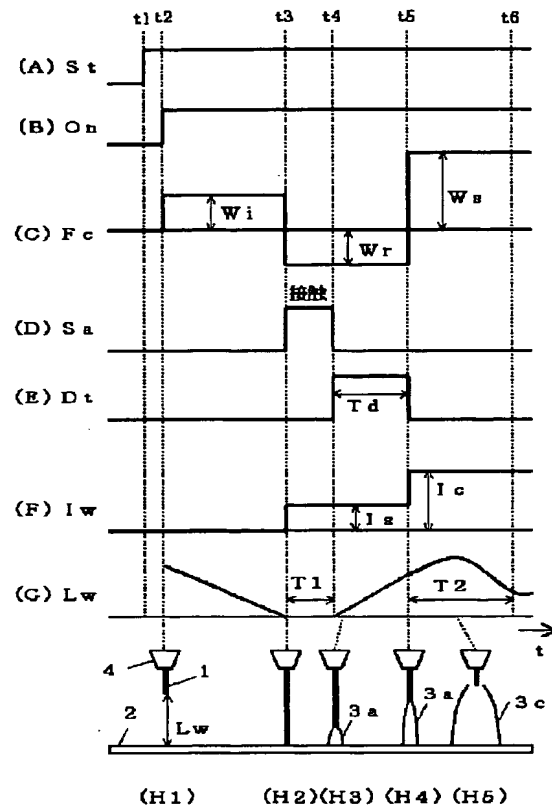 t1 t2 t3 t4 t5 t6
(A) St
(B) On
Wi
Ws
(C) Fc
Wr
接触
(D) Sa
(E) Dt
Td
Ic
(F) Iw
Is
T1
T2
(G) Lw
t
4
1
2
Lw
3a
3a
3c
(H1) (H2) (H3) (H4) (H5)